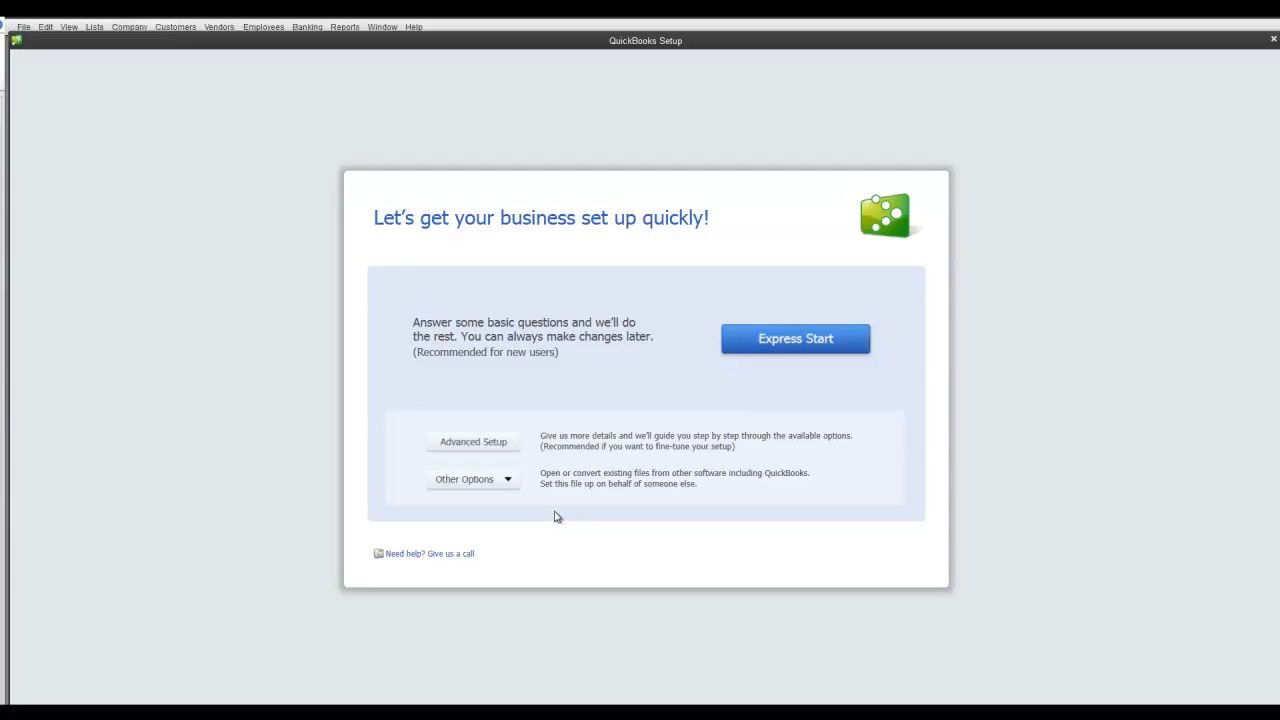 File Edit View Lists Company Customers Vendors Employees Banking Reports Window Help
QuickBooks Setup
Let's get your business set up quickly!
Answer some basic questions and we'll do
the rest. You can always make changes later.
(Recommended for new users)
Express Start
Advanced Setup
Give us more details and we'll guide you step by step through the available options.
(Recommended if you want to fine-tune your setup)
Other Options
Open or convert existing files from other software including QuickBooks.
Set this file up on behalf of someone else.
Need help? Give us a call